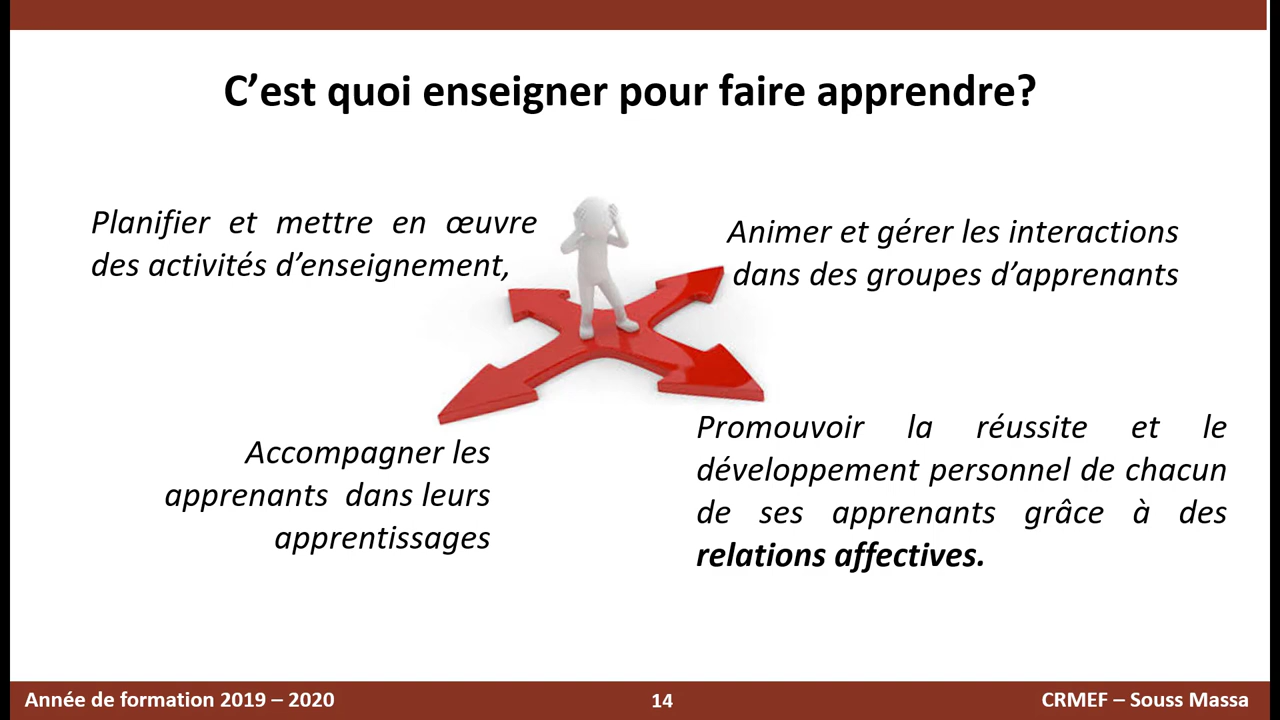 C’est quoi enseigner pour faire apprendre?
Planifier et mettre en œuvre
des activités d’enseignement,
Animer et gérer les interactions
dans des groupes d’apprenants
Accompagner les
apprenants dans leurs
apprentissages
Promouvoir la réussite et le
développement personnel de chacun
de ses apprenants grâce à des
relations affectives.
Année de formation 2019 – 2020
14
CRMEF – Souss Massa